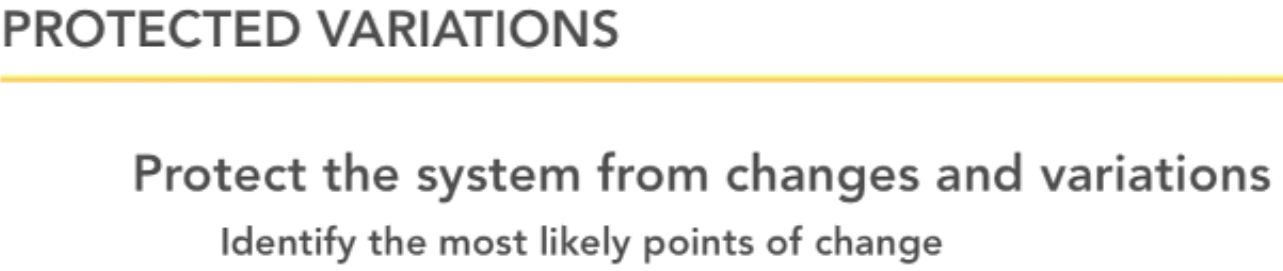 PROTECTED VARIATIONS
Protect the system from changes and variations
Identify the most likely points of change